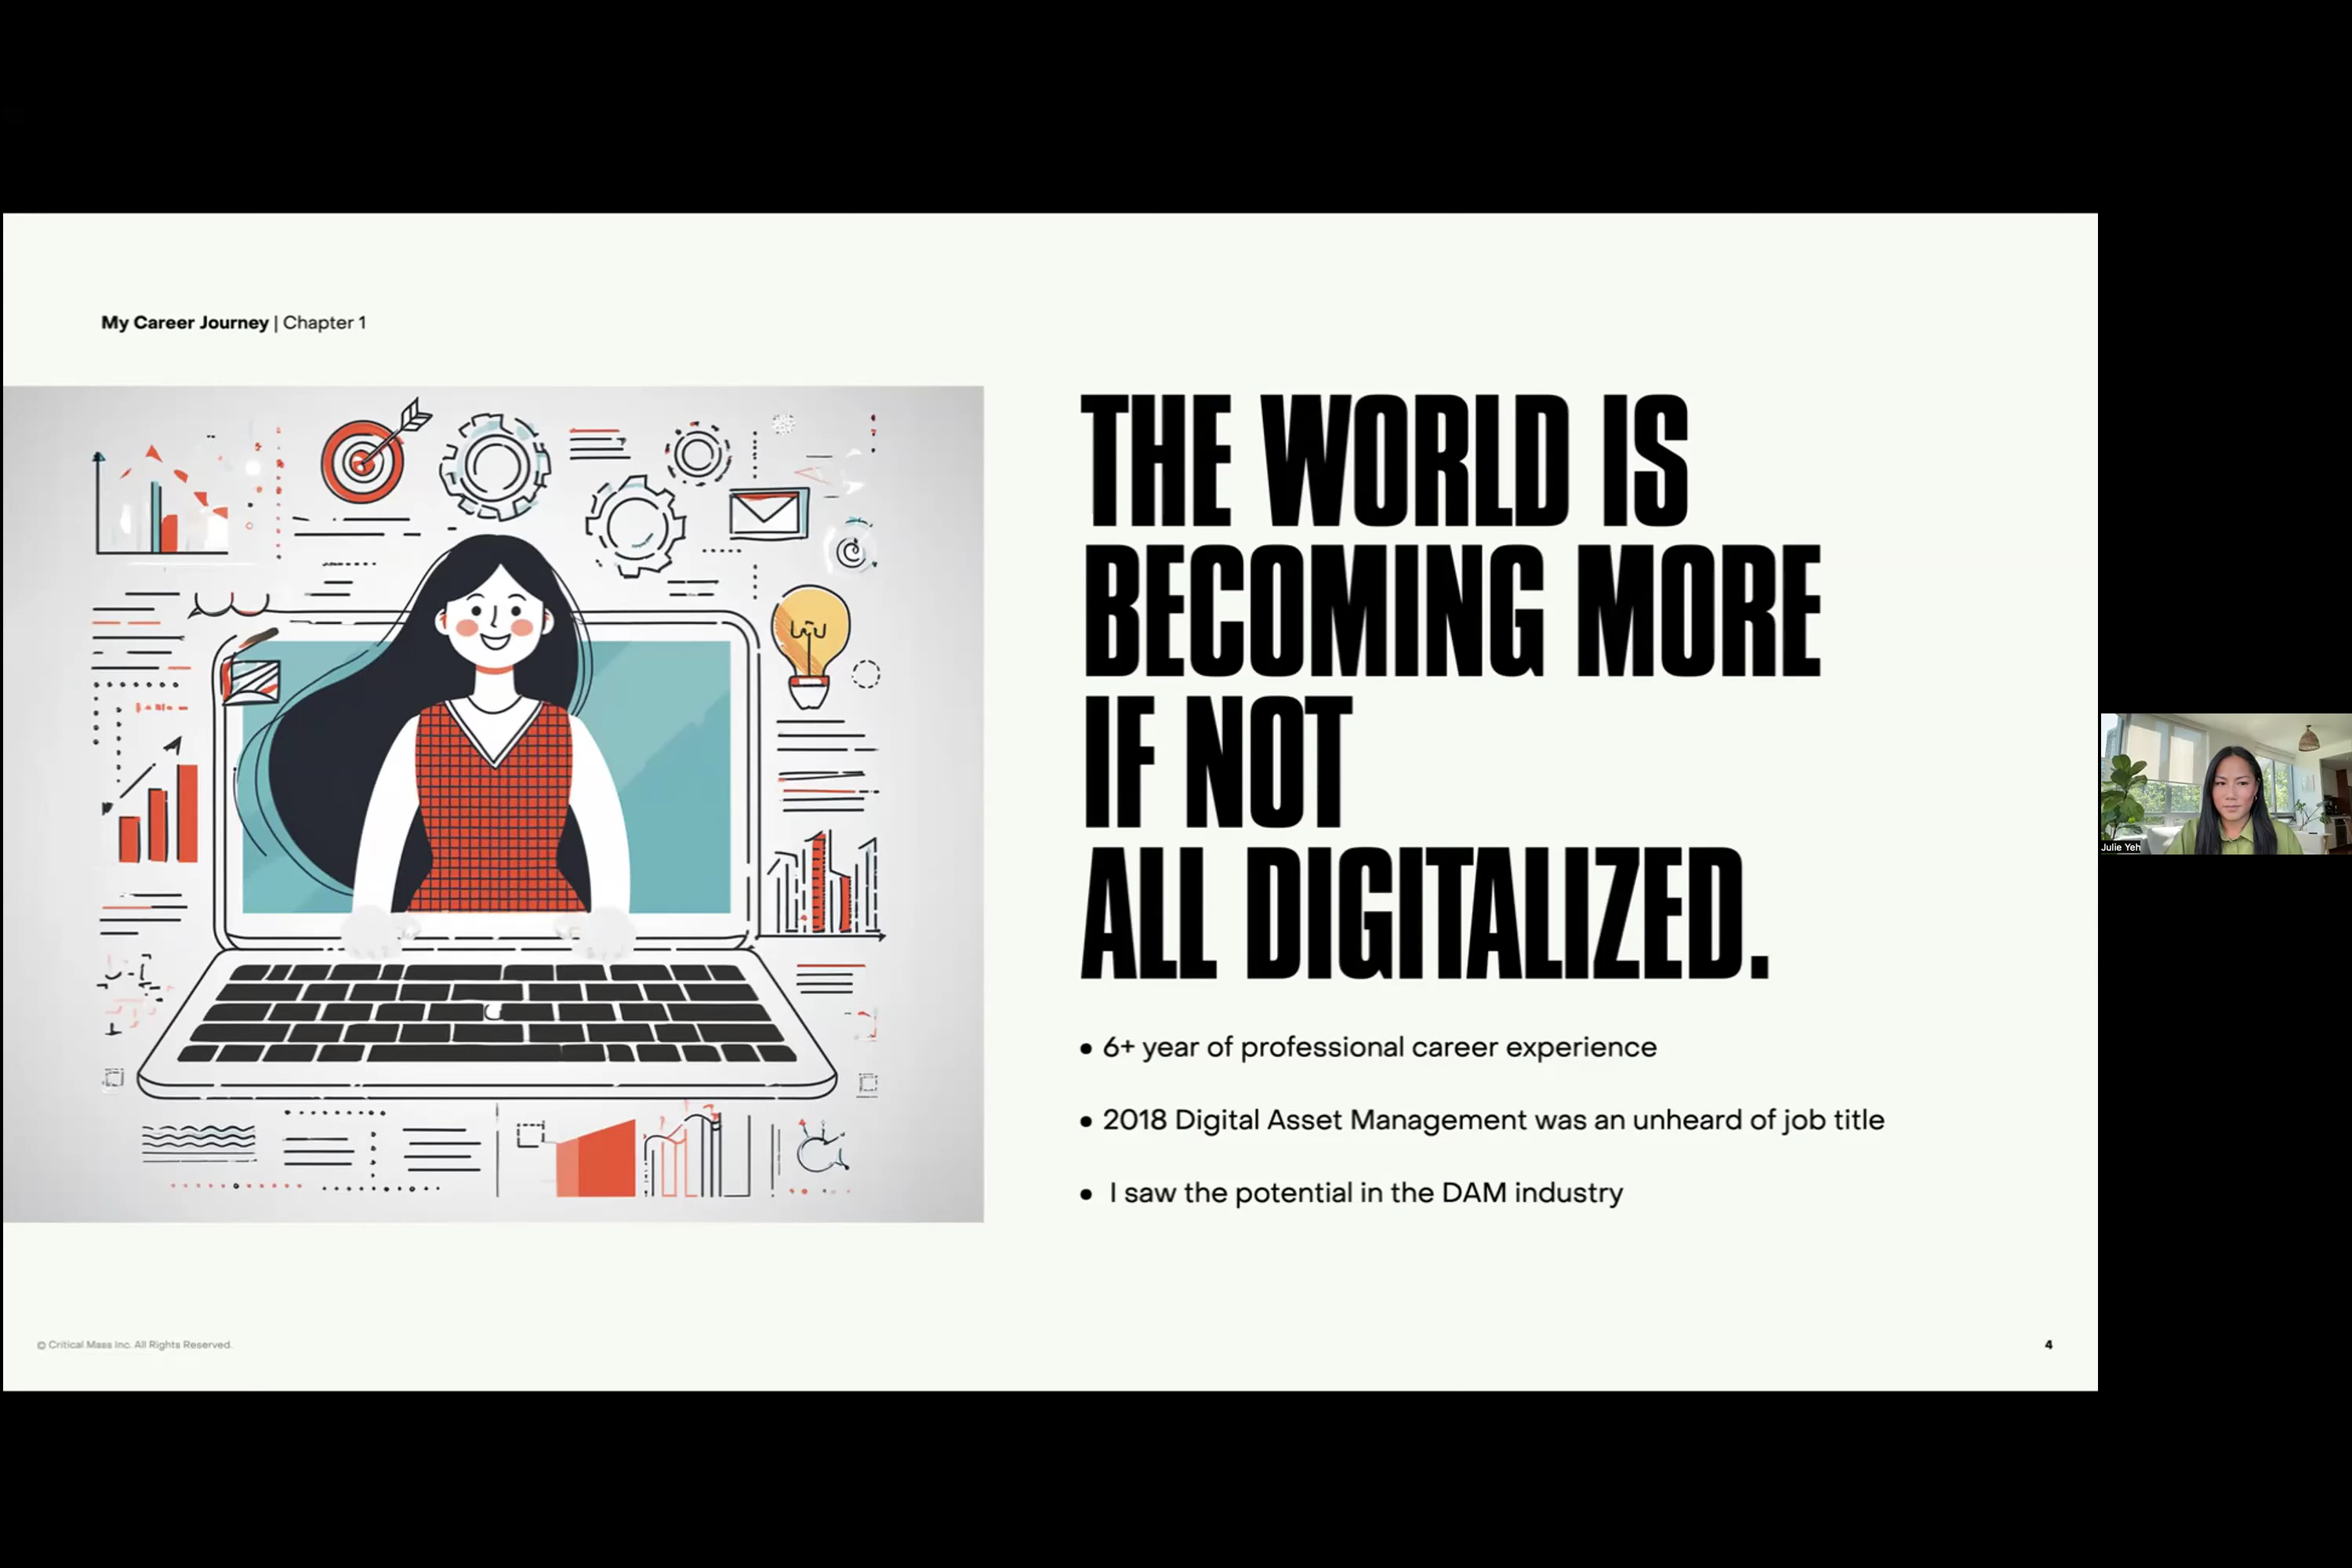 My Career Journey | Chapter 1
THE WORLD IS
BECOMING MORE
IF NOT
ALL DIGITALIZED.
• 6+ year of professional career experience
• 2018 Digital Asset Management was an unheard of job title
• I saw the potential in the DAM industry
Julie Yeh
© Critical Mass Inc. All Rights Reserved.
4